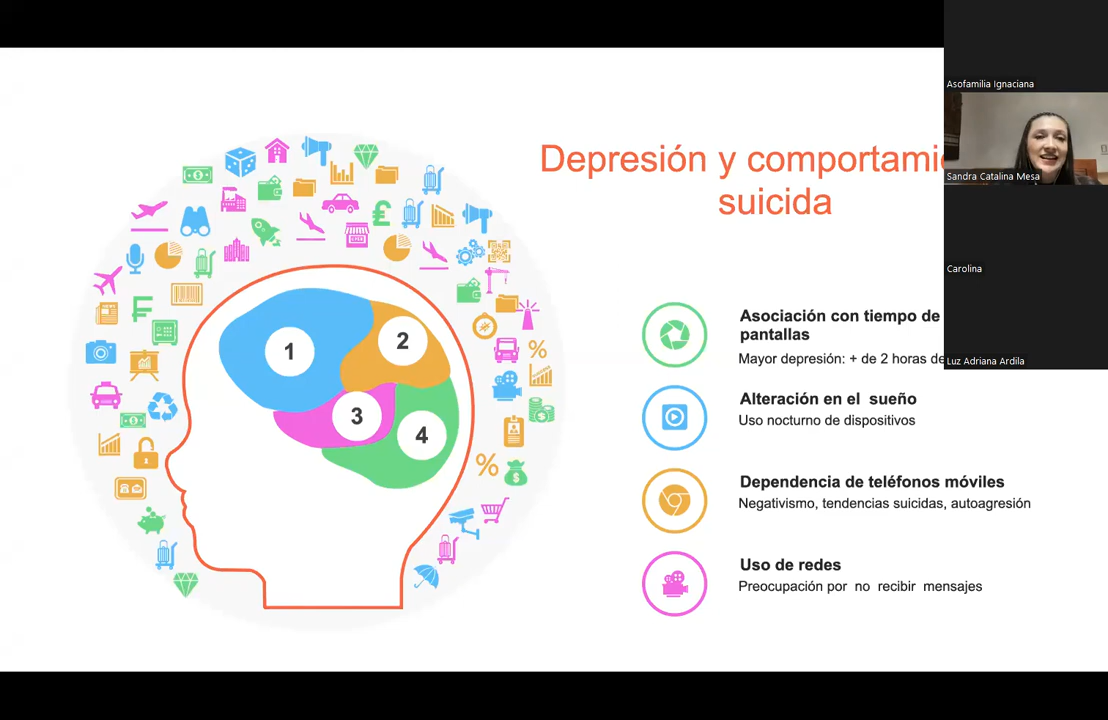 Asofamilia Ignaciana
Depresión y comportami
suicida
Sandra Catalina Mesa
Carolina
Luz Adriana Ardila
1
2
3
4
Asociación con tiempo de
pantallas
Mayor depresión: + de 2 horas de
Alteración en el sueño
Uso nocturno de dispositivos
Dependencia de teléfonos móviles
Negativismo, tendencias suicidas, autoagresión
Uso de redes
Preocupación por no recibir mensajes